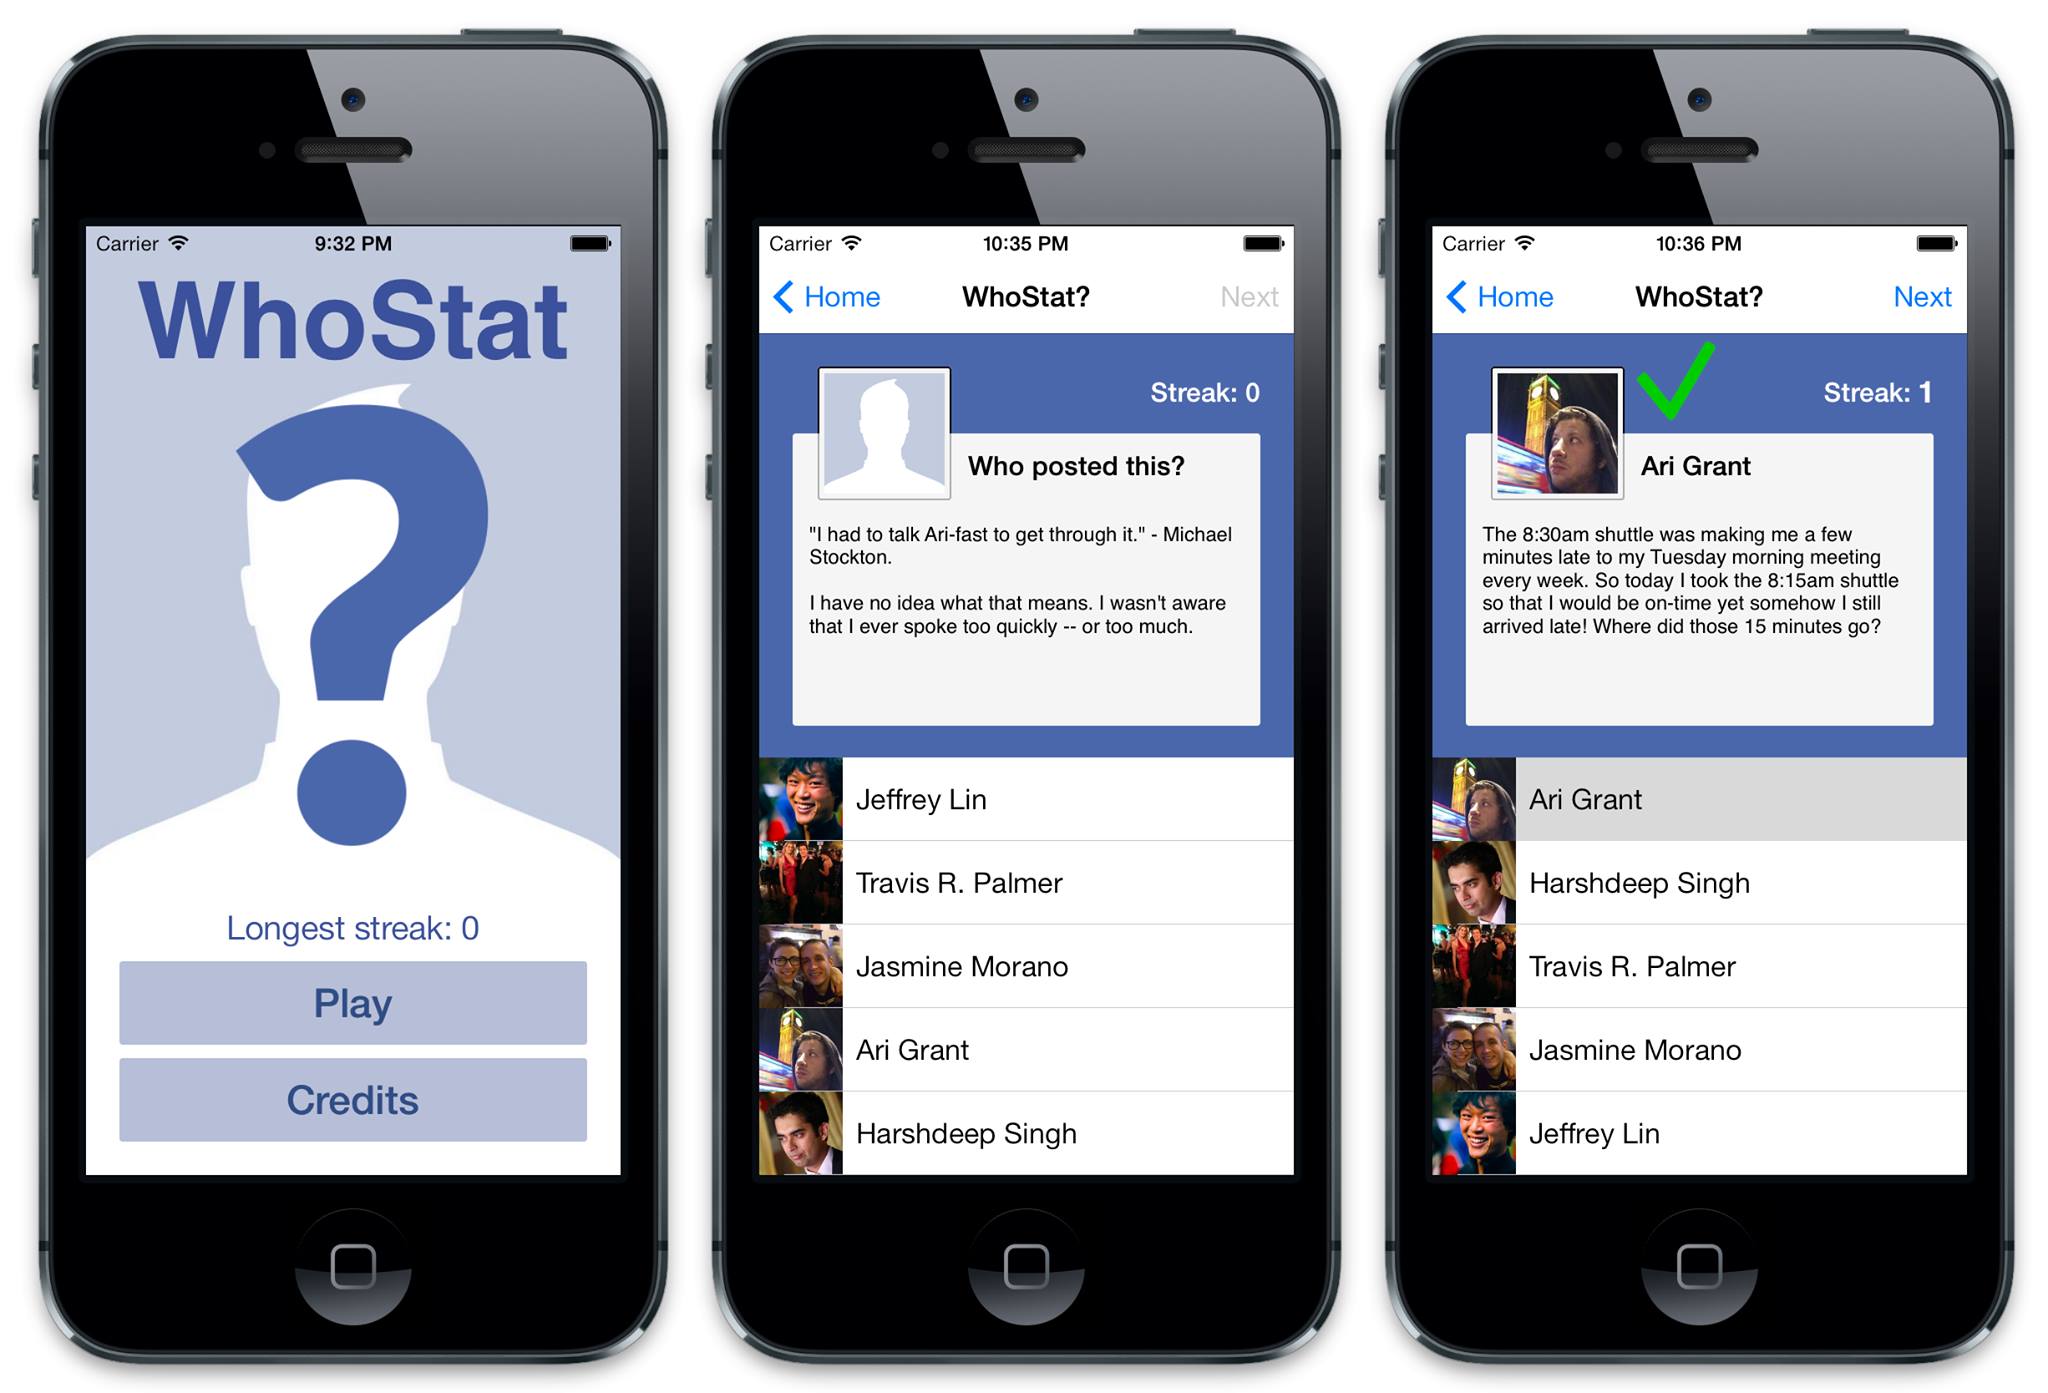 Carrier 9:32 PM
WhoStat
?
Longest streak: 0
Play
Credits
Carrier 10:35 PM
Home WhoStat? Next
Streak: 0
Who posted this?
"I had to talk Ari-fast to get through it." - Michael
Stockton.
I have no idea what that means. I wasn't aware
that I ever spoke too quickly -- or too much.
Jeffrey Lin
Travis R. Palmer
Jasmine Morano
Ari Grant
Harshdeep Singh
Carrier 10:36 PM
Home WhoStat? Next
Streak: 1
Ari Grant
The 8:30am shuttle was making me a few
minutes late to my Tuesday morning meeting
every week. So today I took the 8:15am shuttle
so that I would be on-time yet somehow I still
arrived late! Where did those 15 minutes go?
Ari Grant
Harshdeep Singh
Travis R. Palmer
Jasmine Morano
Jeffrey Lin